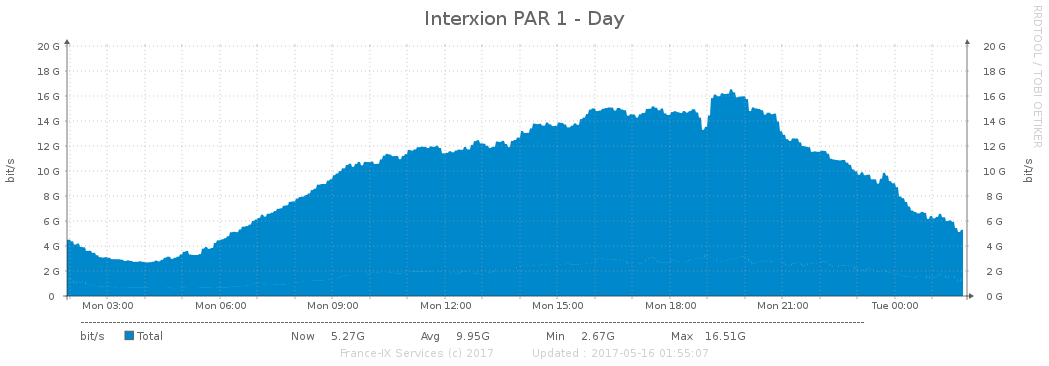 Interxion PAR 1 - Day
RRDTOOL / TOBI OETIKER
20 G 20 G
18 G 18 G
16 G 16 G
14 G 14 G
12 G 12 G
10 G 10 G
8 G 8 G
6 G 6 G
4 G 4 G
2 G 2 G
0 0 G
bit/s bit/s
Mon 03:00 Mon 06:00 Mon 09:00 Mon 12:00 Mon 15:00 Mon 18:00 Mon 21:00 Tue 00:00
bit/s Total Now 5.27G Avg 9.95G Min 2.67G Max 16.51G
France-IX Services (c) 2017 Updated : 2017-05-16 01:55:07